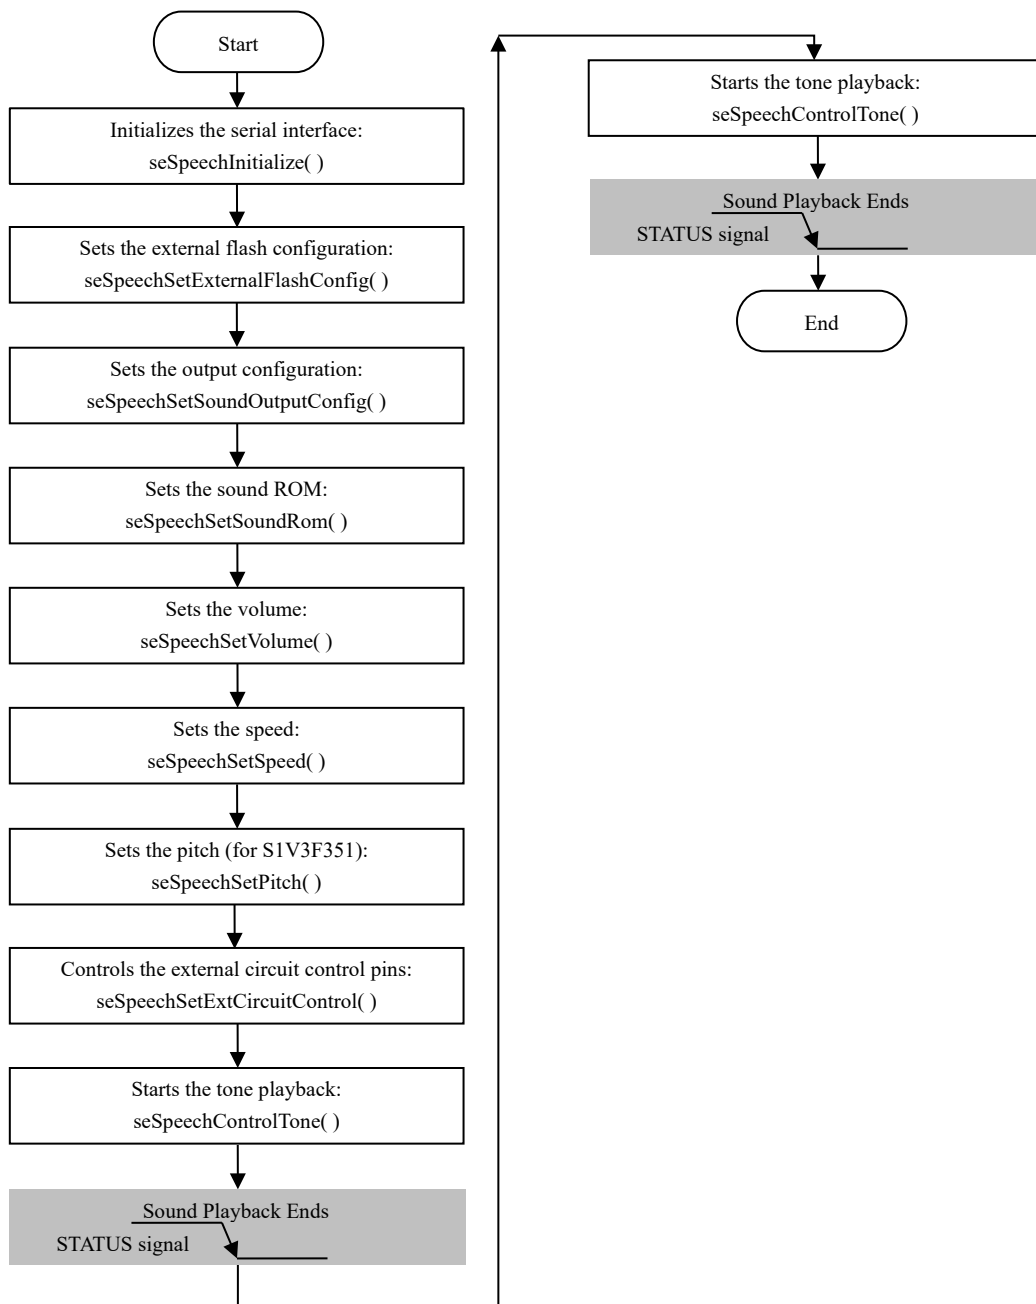 Start
Initializes the serial interface:
seSpeechInitialize( )
Sets the external flash configuration:
seSpeechSetExternalFlashConfig( )
Sets the output configuration:
seSpeechSetSoundOutputConfig( )
Sets the sound ROM:
seSpeechSetSoundRom( )
Sets the volume:
seSpeechSetVolume( )
Sets the speed:
seSpeechSetSpeed( )
Sets the pitch (for S1V3F351):
seSpeechSetPitch( )
Controls the external circuit control pins:
seSpeechSetExtCircuitControl( )
Starts the tone playback:
seSpeechControlTone( )
Sound Playback Ends
STATUS signal
Starts the tone playback:
seSpeechControlTone( )
Sound Playback Ends
STATUS signal
End